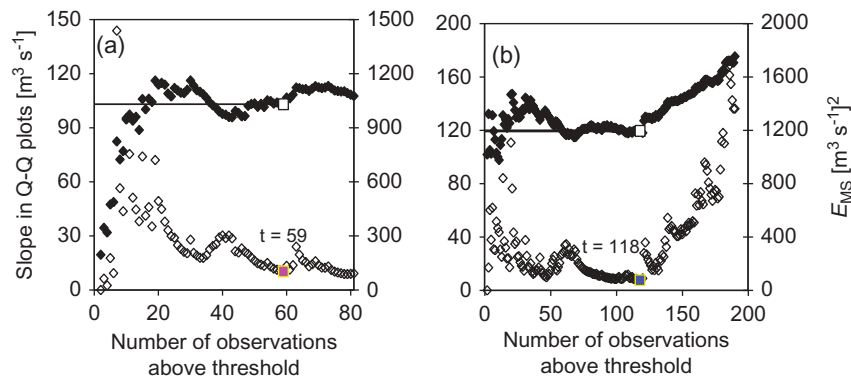 (a)
(b)
Slope in Q-Q plots [m³ s⁻¹]
150
120
90
60
30
0
1500
1200
900
600
300
0
t = 59
0 20 40 60 80
Number of observations
above threshold
200
160
120
80
40
0
2000
1600
1200
800
400
0
E_MS [m³ s⁻¹]²
t = 118
0 50 100 150 200
Number of observations
above threshold